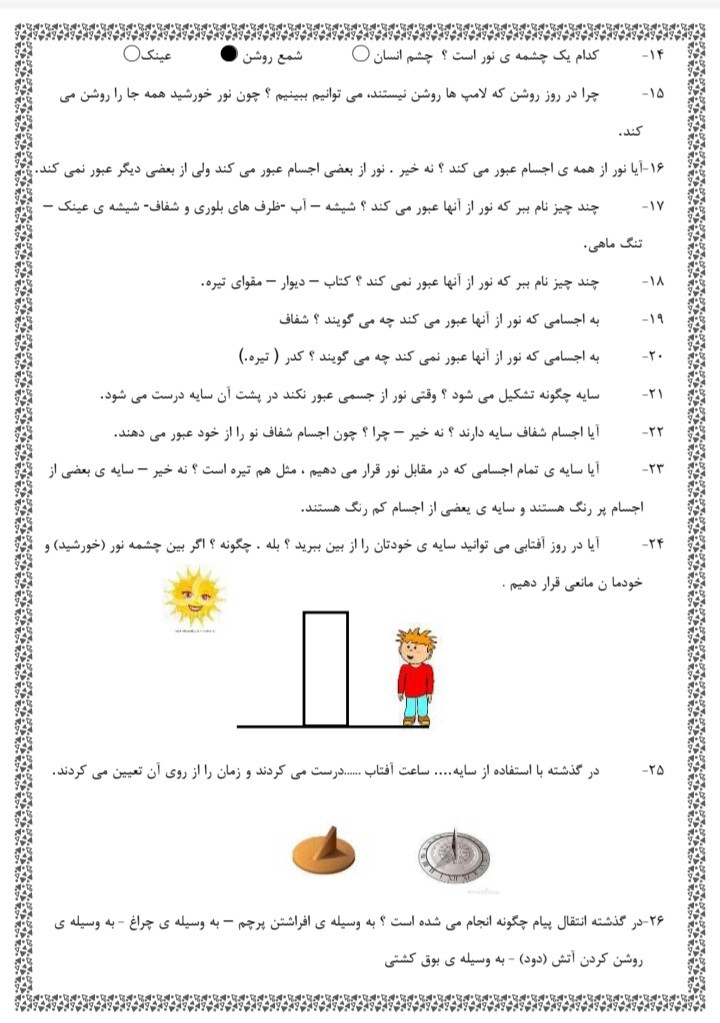 ۱۴- کدام یک چشمه ی نور است ؟ چشم انسان ○ شمع روشن ● عینک○
۱۵- چرا در روز روشن که لامپ ها روشن نیستند، می توانیم ببینیم ؟ چون نور خورشید همه جا را روشن می
کند.
۱۶-آیا نور از همه ی اجسام عبور می کند ؟ نه خیر . نور از بعضی اجسام عبور می کند ولی از بعضی دیگر عبور نمی کند.
۱۷- چند چیز نام ببر که نور از آنها عبور می کند ؟ شیشه – آب -ظرف های بلوری و شفاف- شیشه ی عینک –
تنگ ماهی.
۱۸- چند چیز نام ببر که نور از آنها عبور نمی کند ؟ کتاب – دیوار – مقوای تیره.
۱۹- به اجسامی که نور از آنها عبور می کند چه می گویند ؟ شفاف
۲۰- به اجسامی که نور از آنها عبور نمی کند چه می گویند ؟ کدر ( تیره.)
۲۱- سایه چگونه تشکیل می شود ؟ وقتی نور از جسمی عبور نکند در پشت آن سایه درست می شود.
۲۲- آیا اجسام شفاف سایه دارند ؟ نه خیر – چرا ؟ چون اجسام شفاف نو را از خود عبور می دهند.
۲۳- آیا سایه ی تمام اجسامی که در مقابل نور قرار می دهیم ، مثل هم تیره است ؟ نه خیر – سایه ی بعضی از
اجسام پر رنگ هستند و سایه ی یعضی از اجسام کم رنگ هستند.
۲۴- آیا در روز آفتابی می توانید سایه ی خودتان را از بین ببرید ؟ بله . چگونه ؟ اگر بین چشمه نور (خورشید) و
خودما ن مانعی قرار دهیم .
۲۵- در گذشته با استفاده از سایه.... ساعت آفتاب ......درست می کردند و زمان را از روی آن تعیین می کردند.
۲۶-در گذشته انتقال پیام چگونه انجام می شده است ؟ به وسیله ی افراشتن پرچم – به وسیله ی چراغ - به وسیله ی
روشن کردن آتش (دود) - به وسیله ی بوق کشتی